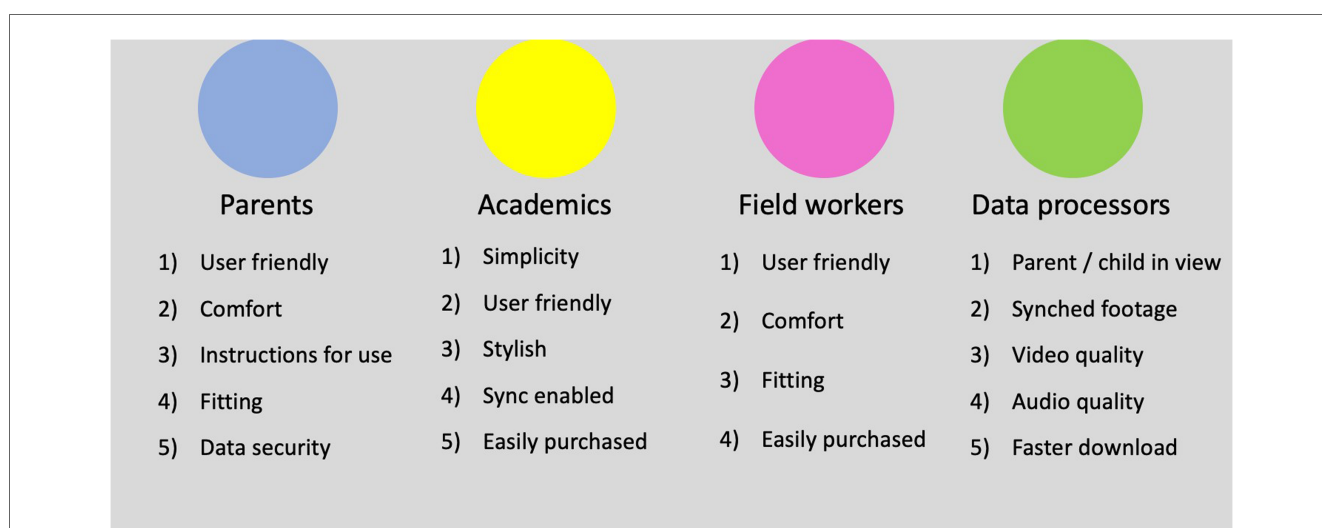 Parents
1) User friendly
2) Comfort
3) Instructions for use
4) Fitting
5) Data security
Academics
1) Simplicity
2) User friendly
3) Stylish
4) Sync enabled
5) Easily purchased
Field workers
1) User friendly
2) Comfort
3) Fitting
4) Easily purchased
Data processors
1) Parent / child in view
2) Synched footage
3) Video quality
4) Audio quality
5) Faster download